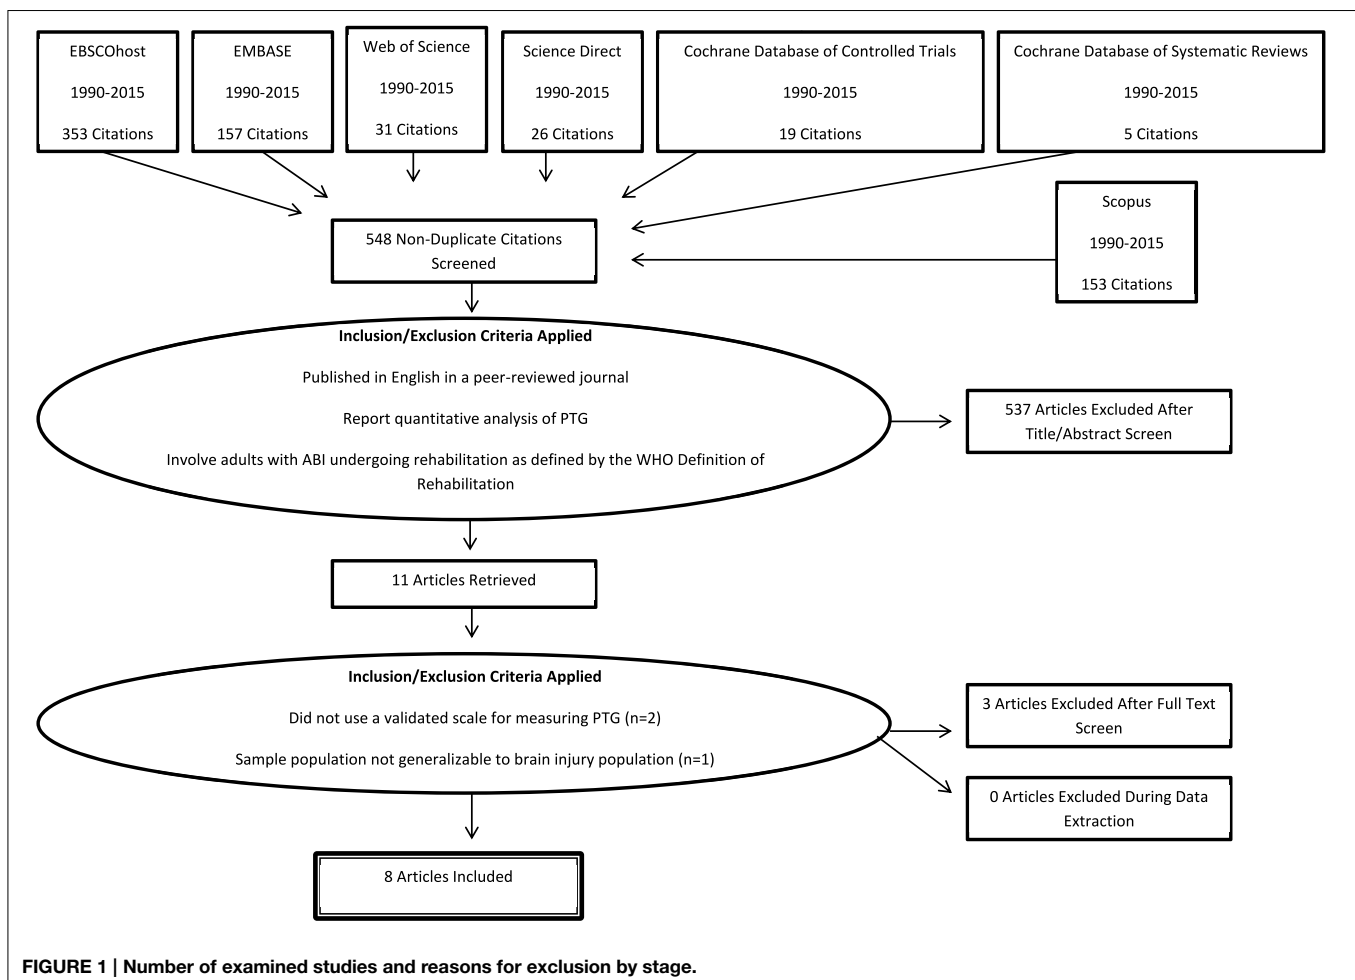 EBSCOhost
1990-2015
353 Citations
EMBASE
1990-2015
157 Citations
Web of Science
1990-2015
31 Citations
Science Direct
1990-2015
26 Citations
Cochrane Database of Controlled Trials
1990-2015
19 Citations
Cochrane Database of Systematic Reviews
1990-2015
5 Citations
Scopus
1990-2015
153 Citations
548 Non-Duplicate Citations
Screened
Inclusion/Exclusion Criteria Applied
Published in English in a peer-reviewed journal
Report quantitative analysis of PTG
Involve adults with ABI undergoing rehabilitation as defined by the WHO Definition of
Rehabilitation
537 Articles Excluded After
Title/Abstract Screen
11 Articles Retrieved
Inclusion/Exclusion Criteria Applied
Did not use a validated scale for measuring PTG (n=2)
Sample population not generalizable to brain injury population (n=1)
3 Articles Excluded After Full Text
Screen
0 Articles Excluded During Data
Extraction
8 Articles Included
FIGURE 1 | Number of examined studies and reasons for exclusion by stage.